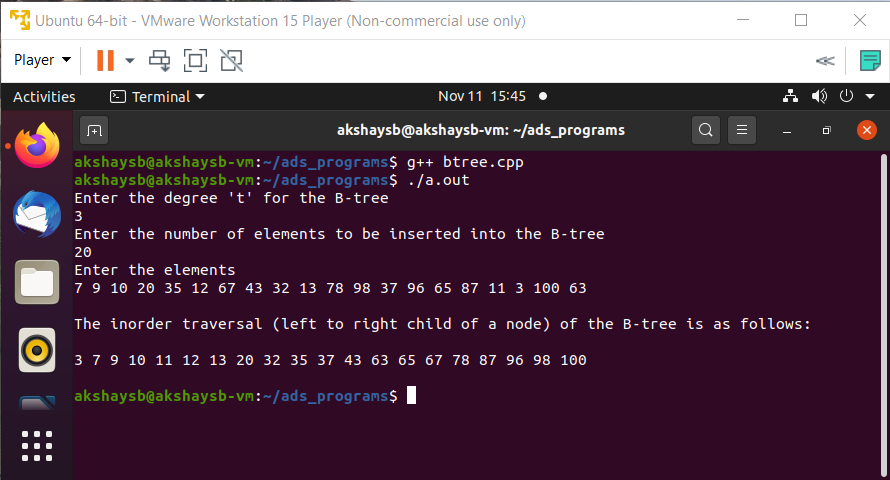 Ubuntu 64-bit - VMware Workstation 15 Player (Non-commercial use only)
Player
Activities
Terminal
Nov 11 15:45
akshaysb@akshaysb-vm: ~/ads_programs
akshaysb@akshaysb-vm:~/ads_programs$ g++ btree.cpp
akshaysb@akshaysb-vm:~/ads_programs$ ./a.out
Enter the degree 't' for the B-tree
3
Enter the number of elements to be inserted into the B-tree
20
Enter the elements
7 9 10 20 35 12 67 43 32 13 78 98 37 96 65 87 11 3 100 63
The inorder traversal (left to right child of a node) of the B-tree is as follows:
3 7 9 10 11 12 13 20 32 35 37 43 63 65 67 78 87 96 98 100
akshaysb@akshaysb-vm:~/ads_programs$